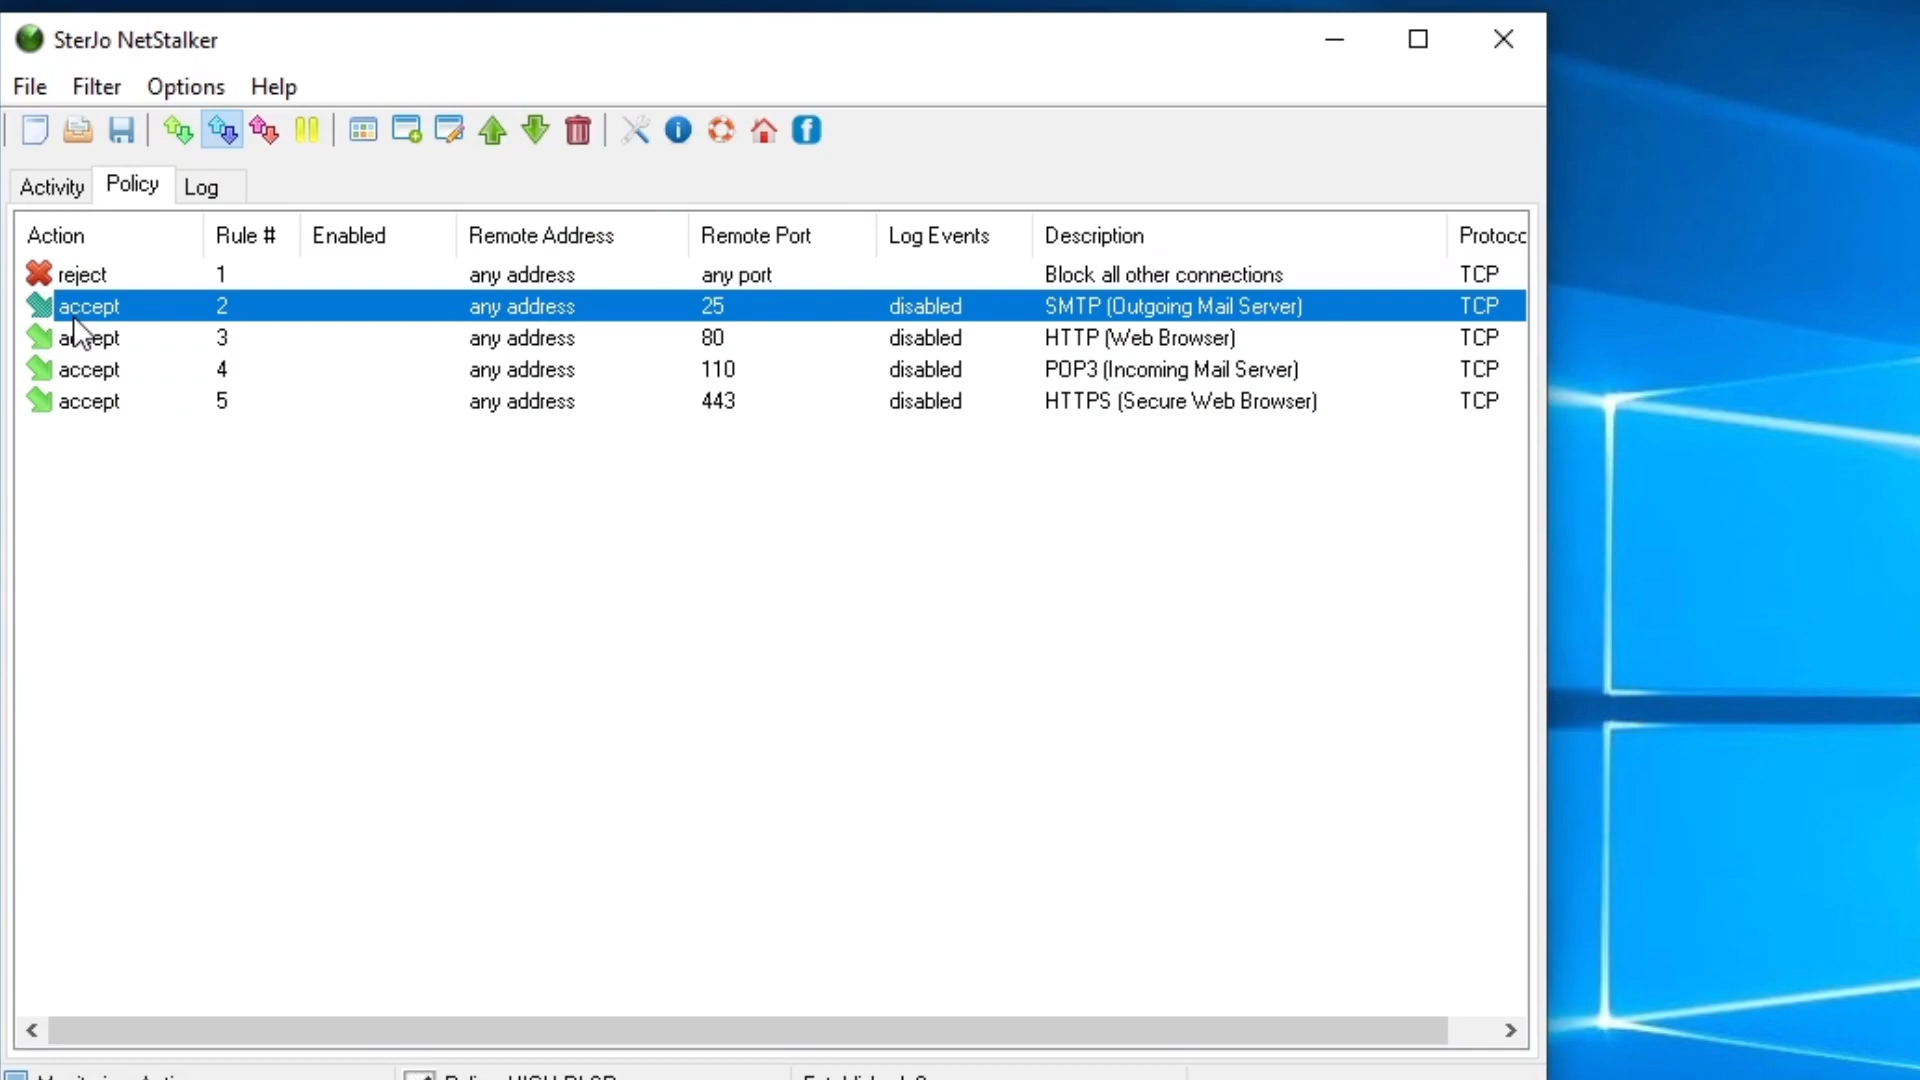 SterJo NetStalker
File Filter Options Help
Activity Policy Log
Action Rule # Enabled Remote Address Remote Port Log Events Description Protoco
reject 1 any address any port Block all other connections TCP
accept 2 any address 25 disabled SMTP (Outgoing Mail Server) TCP
accept 3 any address 80 disabled HTTP (Web Browser) TCP
accept 4 any address 110 disabled POP3 (Incoming Mail Server) TCP
accept 5 any address 443 disabled HTTPS (Secure Web Browser) TCP